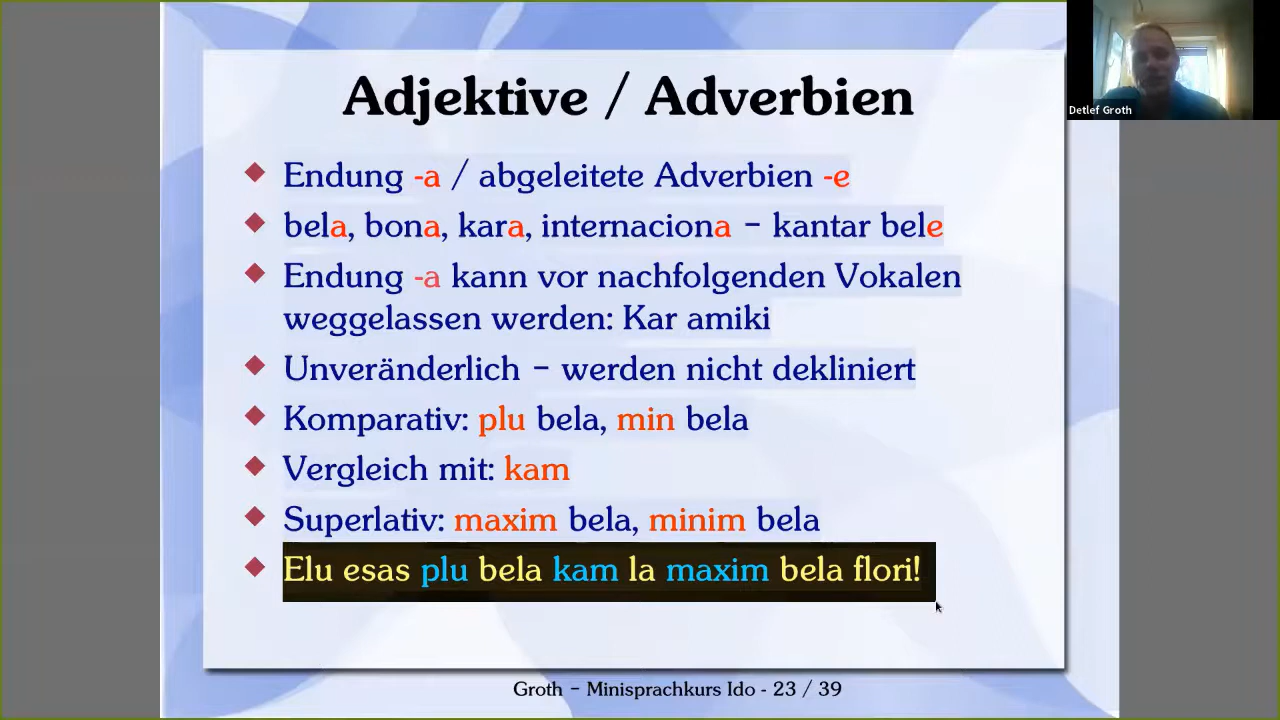 Adjektive / Adverbien
Endung -a / abgeleitete Adverbien -e
bela, bona, kara, internaciona – kantar bele
Endung -a kann vor nachfolgenden Vokalen
weggelassen werden: Kar amiki
Unveränderlich – werden nicht dekliniert
Komparativ: plu bela, min bela
Vergleich mit: kam
Superlativ: maxim bela, minim bela
Elu esas plu bela kam la maxim bela flori!
Groth – Minisprachkurs Ido - 23 / 39
Detlef Groth